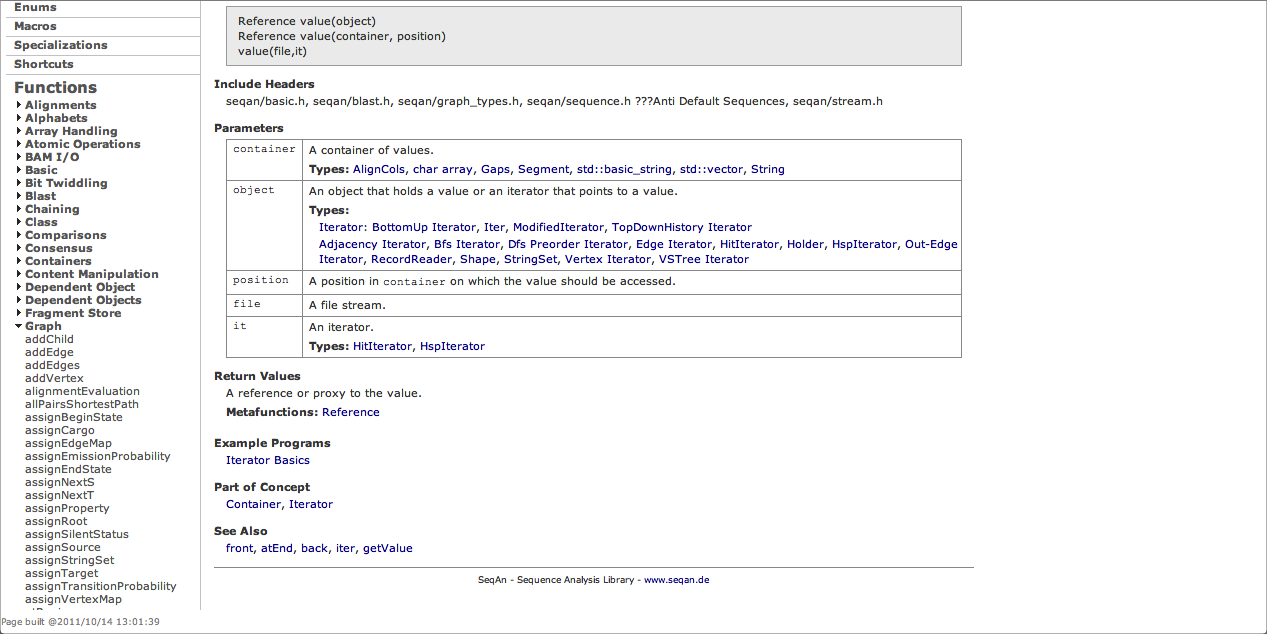 Enums
Macros
Specializations
Shortcuts
Functions
Alignments
Alphabets
Array Handling
Atomic Operations
BAM I/O
Basic
Bit Twiddling
Blast
Chaining
Class
Comparisons
Consensus
Containers
Content Manipulation
Dependent Object
Dependent Objects
Fragment Store
Graph
addChild
addEdge
addEdges
addVertex
alignmentEvaluation
allPairsShortestPath
assignBeginState
assignCargo
assignEdgeMap
assignEmissionProbability
assignEndState
assignNextS
assignNextT
assignProperty
assignRoot
assignSilentStatus
assignSource
assignStringSet
assignTarget
assignTransitionProbability
assignVertexMap
Page built @2011/10/14 13:01:39
Reference value(object)
Reference value(container, position)
value(file,it)
Include Headers
seqan/basic.h, seqan/blast.h, seqan/graph_types.h, seqan/sequence.h ???Anti Default Sequences, seqan/stream.h
Parameters
container
A container of values.
Types: AlignCols, char array, Gaps, Segment, std::basic_string, std::vector, String
object
An object that holds a value or an iterator that points to a value.
Types:
Iterator: BottomUp Iterator, Iter, ModifiedIterator, TopDownHistory Iterator
Adjacency Iterator, Bfs Iterator, Dfs Preorder Iterator, Edge Iterator, HitIterator, Holder, HspIterator, Out-Edge
Iterator, RecordReader, Shape, StringSet, Vertex Iterator, VSTree Iterator
position
A position in container on which the value should be accessed.
file
A file stream.
it
An iterator.
Types: HitIterator, HspIterator
Return Values
A reference or proxy to the value.
Metafunctions: Reference
Example Programs
Iterator Basics
Part of Concept
Container, Iterator
See Also
front, atEnd, back, iter, getValue
SeqAn - Sequence Analysis Library - www.seqan.de